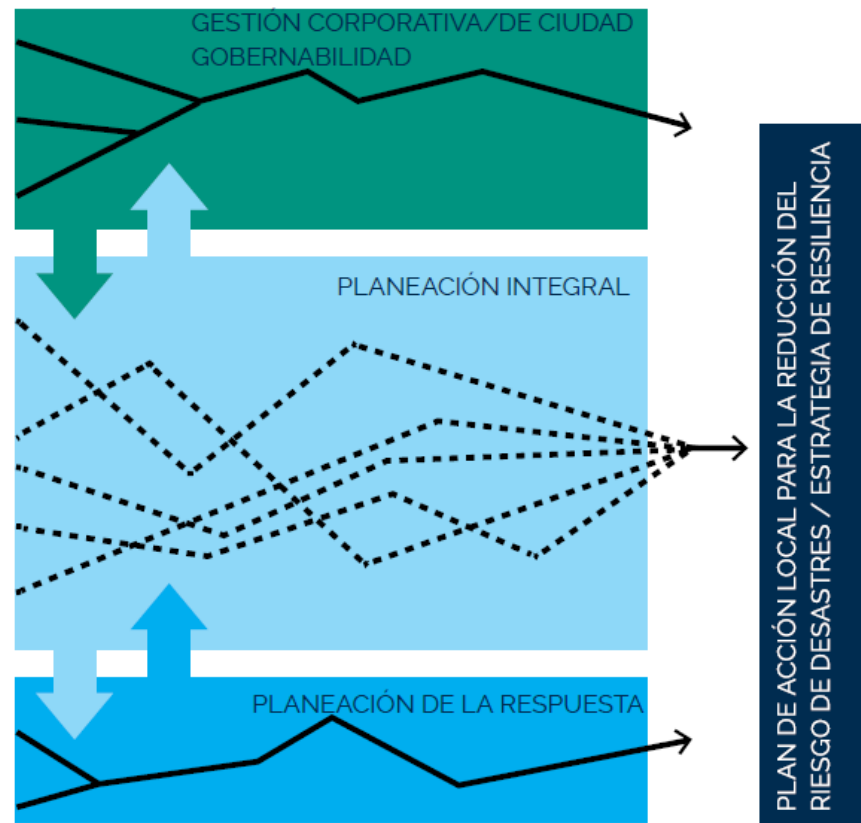 GESTIÓN CORPORATIVA/DE CIUDAD
GOBERNABILIDAD
PLANEACIÓN INTEGRAL
PLANEACIÓN DE LA RESPUESTA
PLAN DE ACCIÓN LOCAL PARA LA REDUCCIÓN DEL
RIESGO DE DESASTRES / ESTRATEGIA DE RESILIENCIA